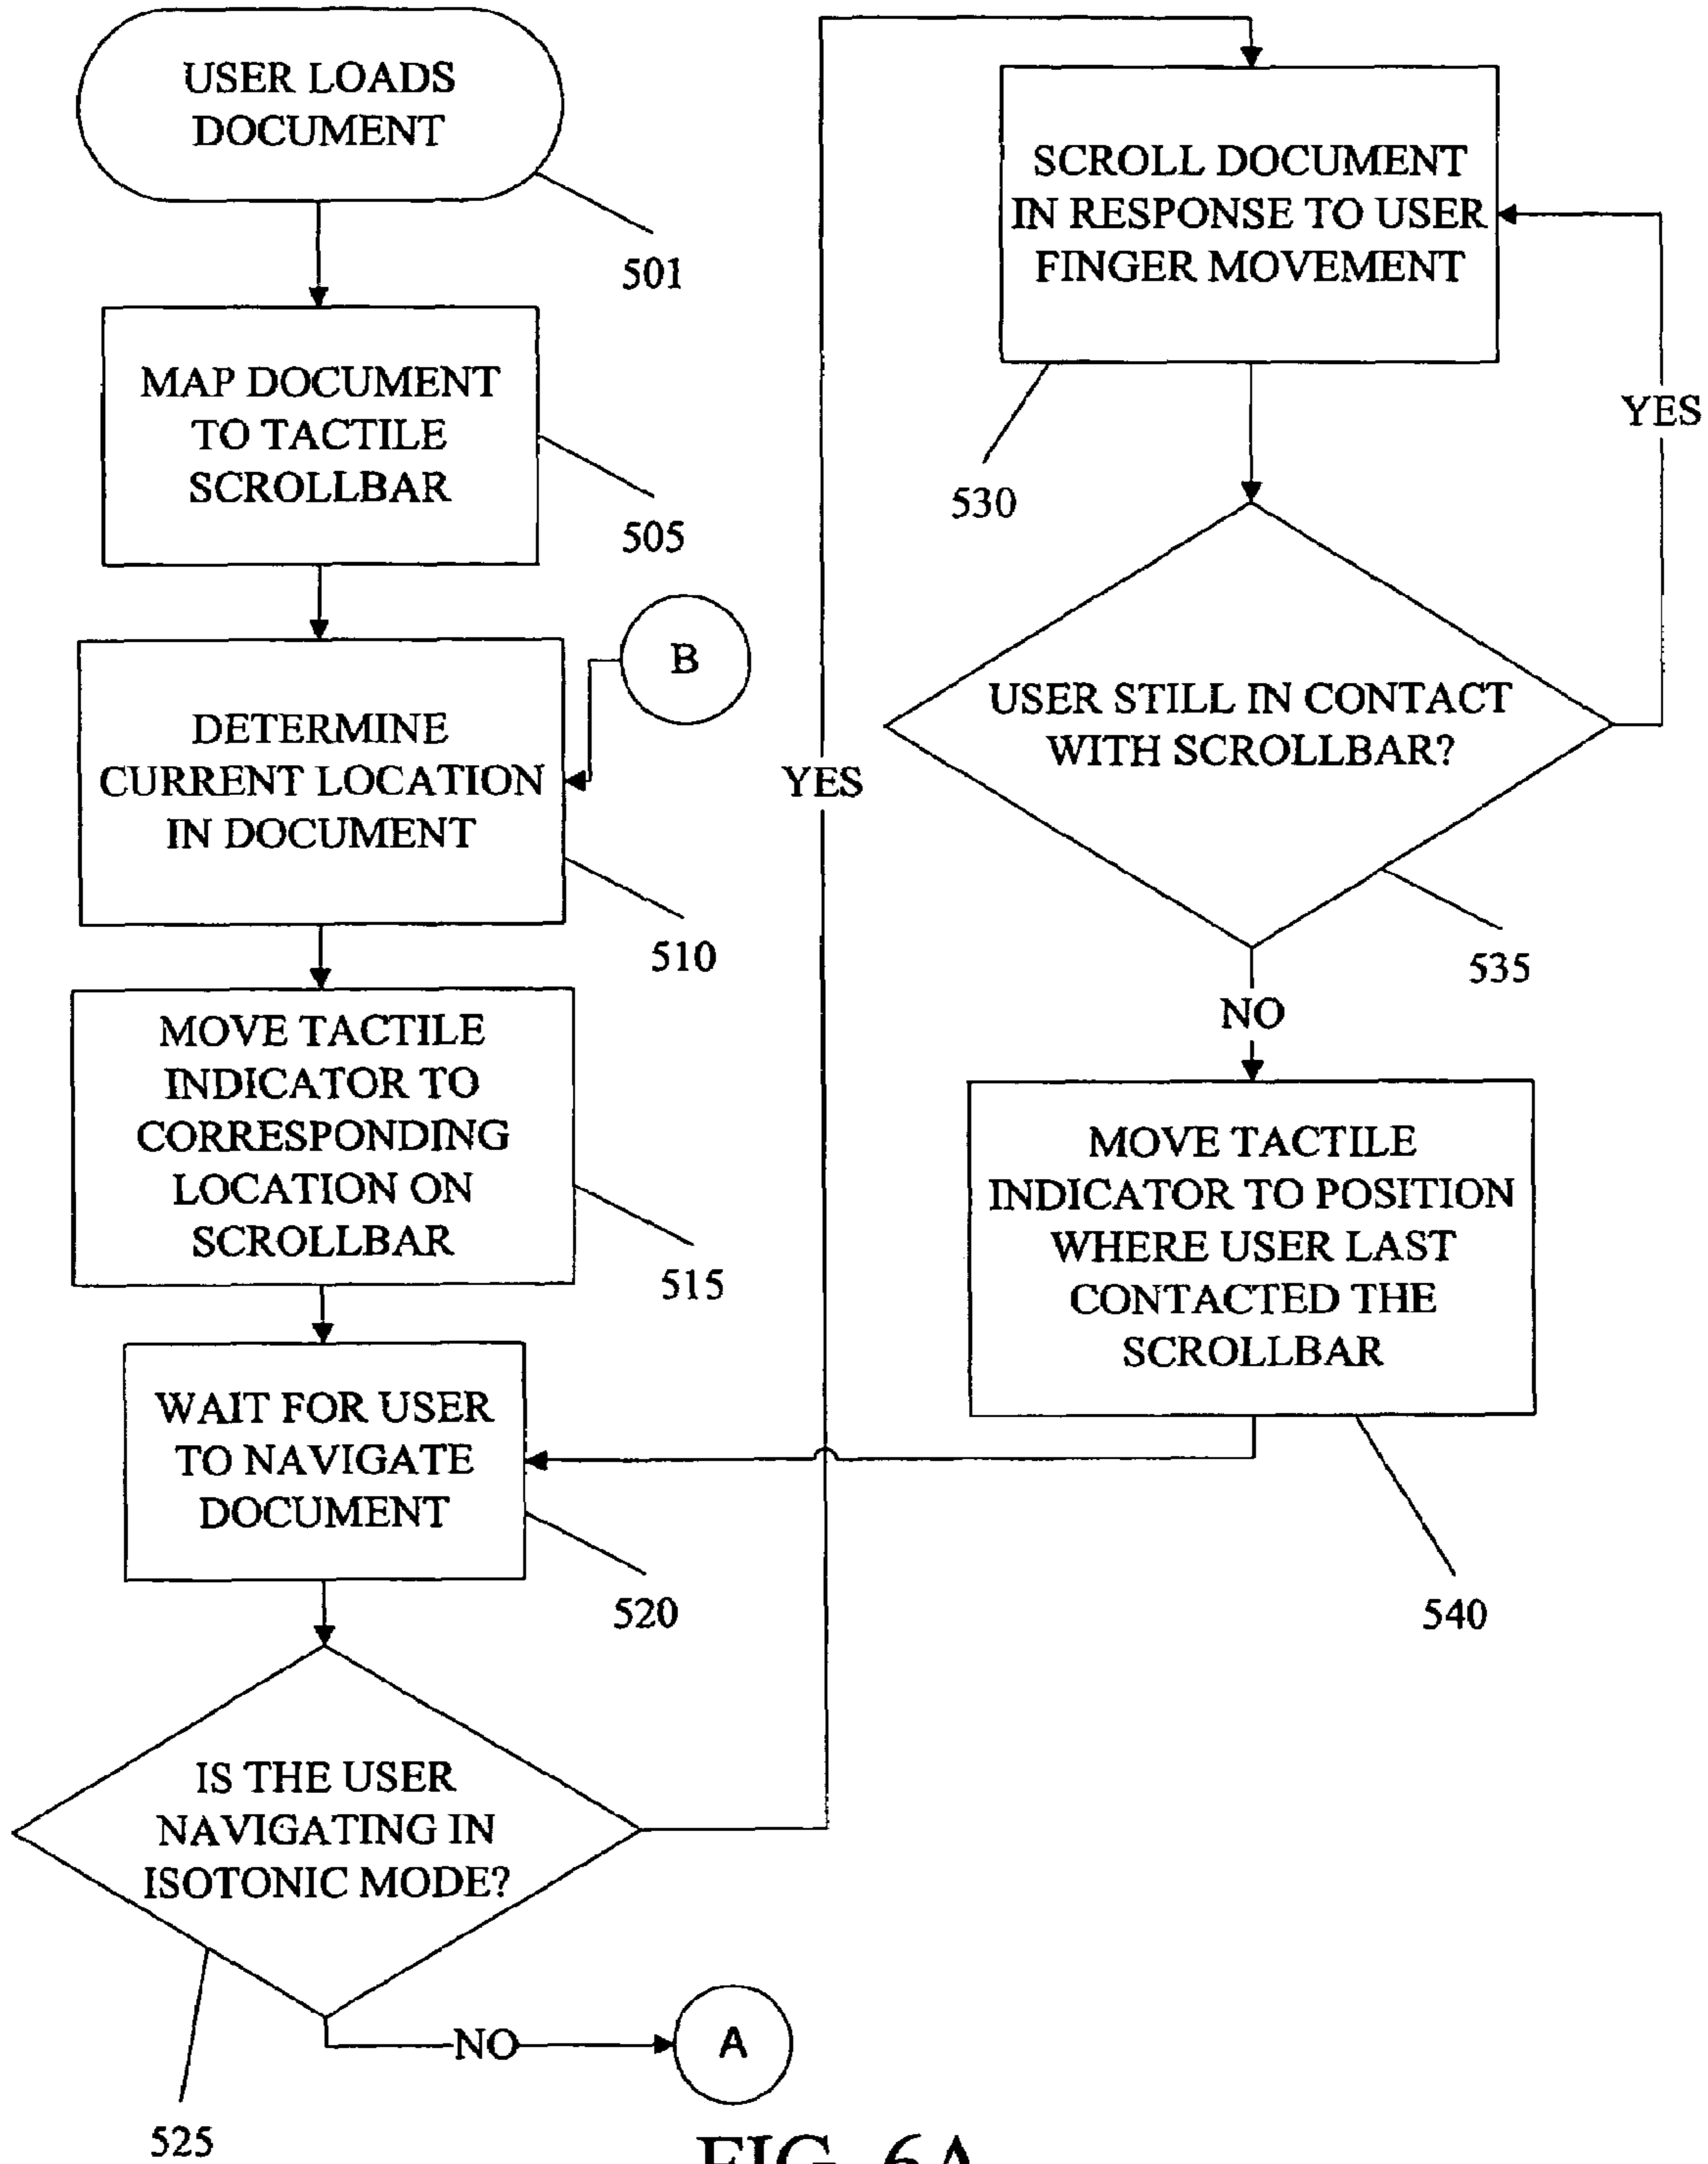 USER LOADS
DOCUMENT
501
MAP DOCUMENT
TO TACTILE
SCROLLBAR
505
B
DETERMINE
CURRENT LOCATION
IN DOCUMENT
510
MOVE TACTILE
INDICATOR TO
CORRESPONDING
LOCATION ON
SCROLLBAR
515
WAIT FOR USER
TO NAVIGATE
DOCUMENT
520
IS THE USER
NAVIGATING IN
ISOTONIC MODE?
525
NO
A
YES
SCROLL DOCUMENT
IN RESPONSE TO USER
FINGER MOVEMENT
530
YES
USER STILL IN CONTACT
WITH SCROLLBAR?
535
NO
MOVE TACTILE
INDICATOR TO POSITION
WHERE USER LAST
CONTACTED THE
SCROLLBAR
540
FIG. 6A